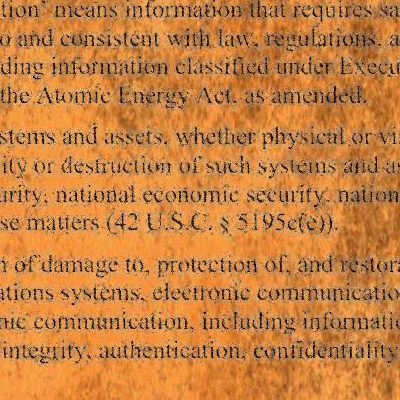 tion" means information that requires sa
o and consistent with law, regulations, a
ding information classified under Execu
the Atomic Energy Act, as amended.
stems and assets, whether physical or vi
ity or destruction of such systems and as
urity, national economic security, nation
se matters (42 U.S.C. § 5195c(e)).
n of damage to, protection of, and restora
ations systems, electronic communicatio
nic communication, including informatio
integrity, authentication, confidentiality